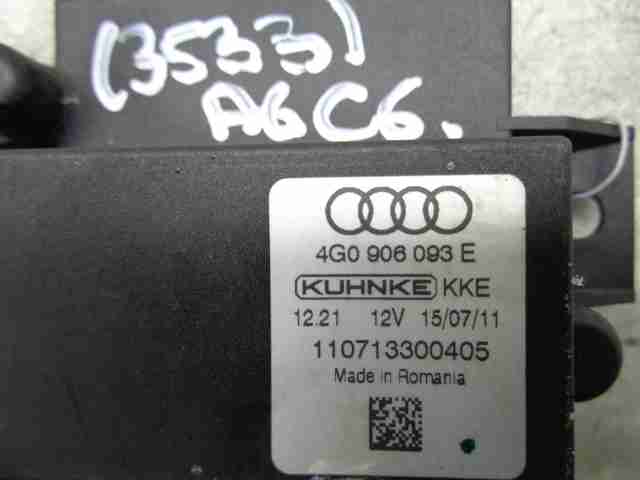 (3533)
A6C6.
4G0 906 093 E
KUHNKE KKE
12.21 12V 15/07/11
110713300405
Made in Romania